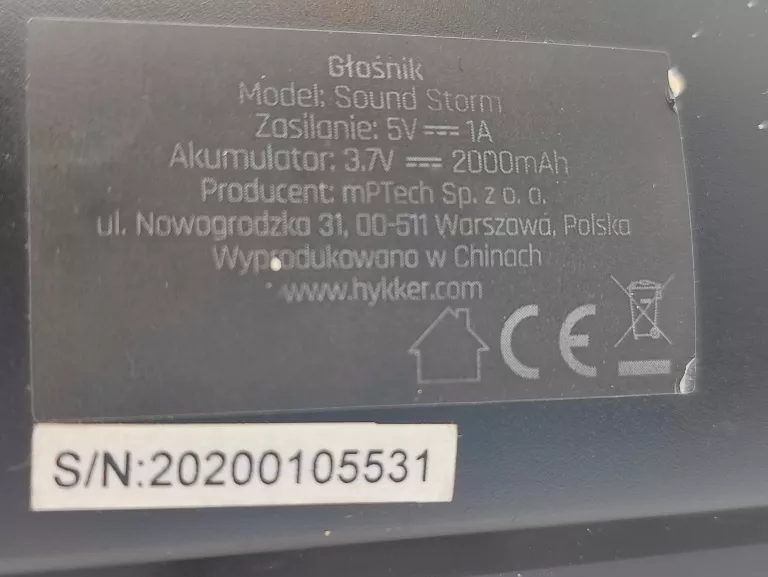 Głośnik
Model: Sound Storm
Zasilanie: 5V ⎓ 1A
Akumulator: 3.7V ⎓ 2000mAh
Producent: mPTech Sp. z o. o.
ul. Nowogrodzka 31, 00-511 Warszawa, Polska
Wyprodukowano w Chinach
www.hykker.com
CE
S/N:20200105531